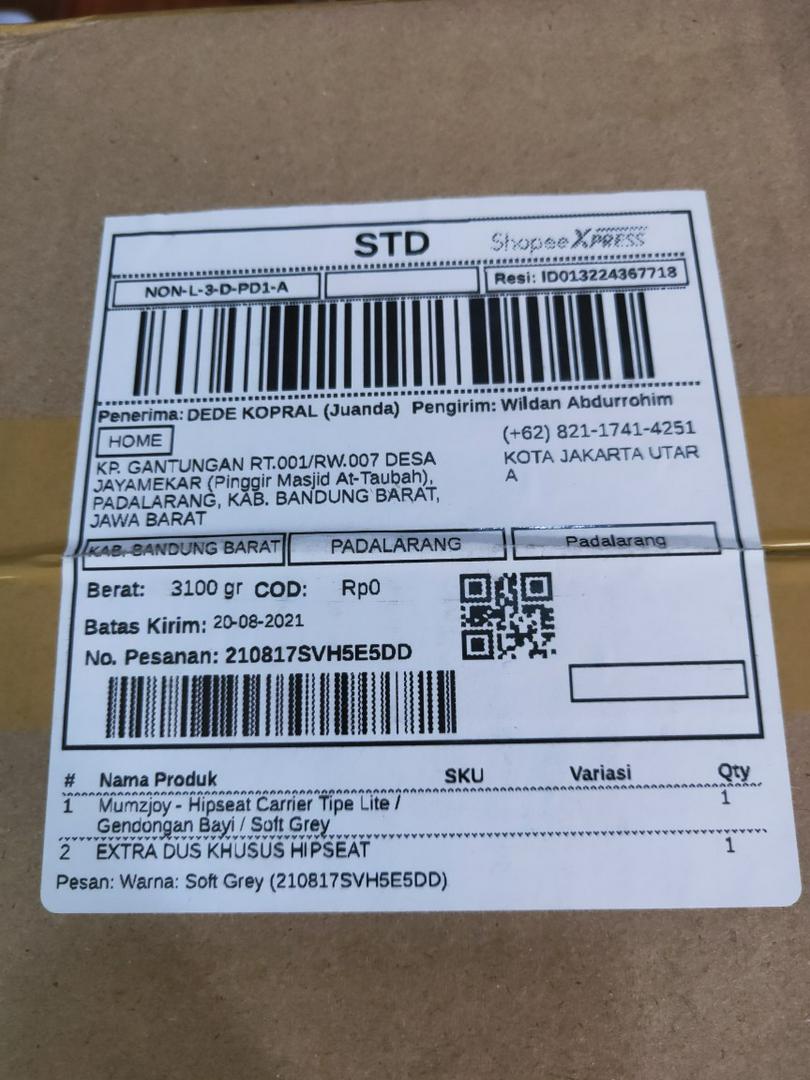 STD
Shopee XPRESS
NON-L-3-D-PD1-A
Resi: ID013224367718
Penerima: DEDE KOPRAL (Juanda) Pengirim: Wildan Abdurrohim
HOME
(+62) 821-1741-4251
KP. GANTUNGAN RT.001/RW.007 DESA
KOTA JAKARTA UTAR
JAYAMEKAR (Pinggir Masjid At-Taubah),
A
PADALARANG, KAB. BANDUNG BARAT,
JAWA BARAT
KAB. BANDUNG BARAT PADALARANG Padalarang
Berat: 3100 gr COD: Rp0
Batas Kirim: 20-08-2021
No. Pesanan: 210817SVH5E5DD
# Nama Produk SKU Variasi Qty
1 Mumzjoy - Hipseat Carrier Tipe Lite / 1
Gendongan Bayi / Soft Grey
2 EXTRA DUS KHUSUS HIPSEAT 1
Pesan: Warna: Soft Grey (210817SVH5E5DD)